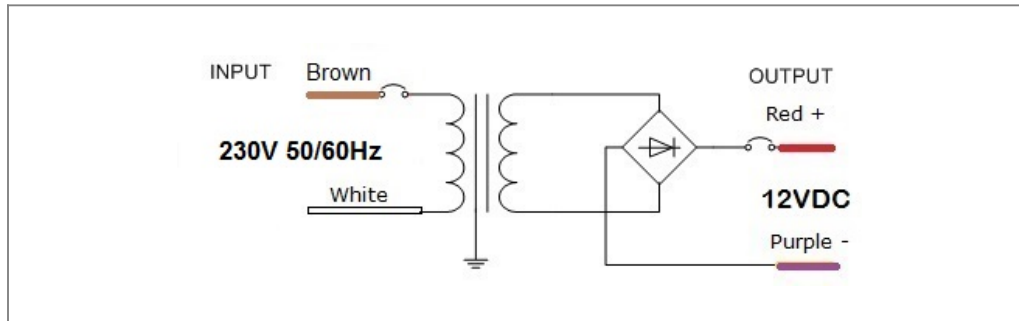 INPUT
Brown
230V 50/60Hz
White
OUTPUT
Red +
12VDC
Purple -